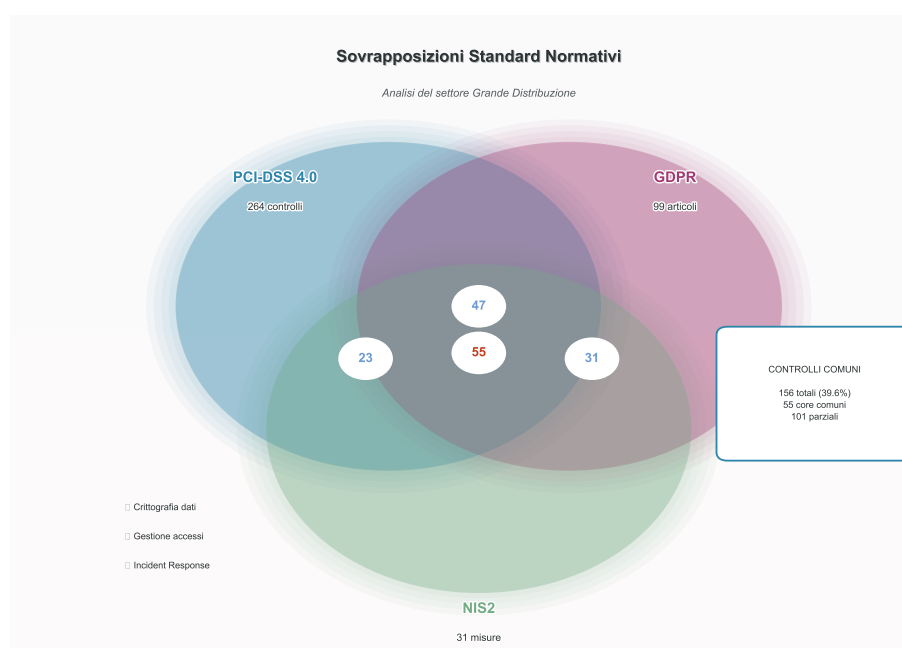 Sovrapposizioni Standard Normativi
Analisi del settore Grande Distribuzione
PCI-DSS 4.0
264 controlli
GDPR
99 articoli
47
55
23
31
CONTROLLI COMUNI
156 totali (39.6%)
55 core comuni
101 parziali
Crittografia dati
Gestione accessi
Incident Response
NIS2
31 misure